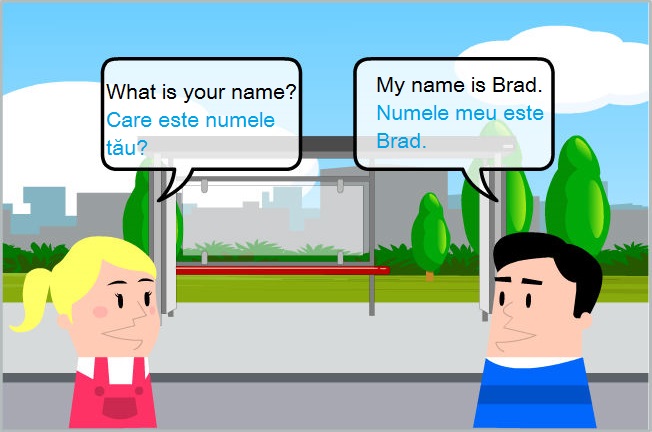 What is your name?
Care este numele
tău?
My name is Brad.
Numele meu este
Brad.